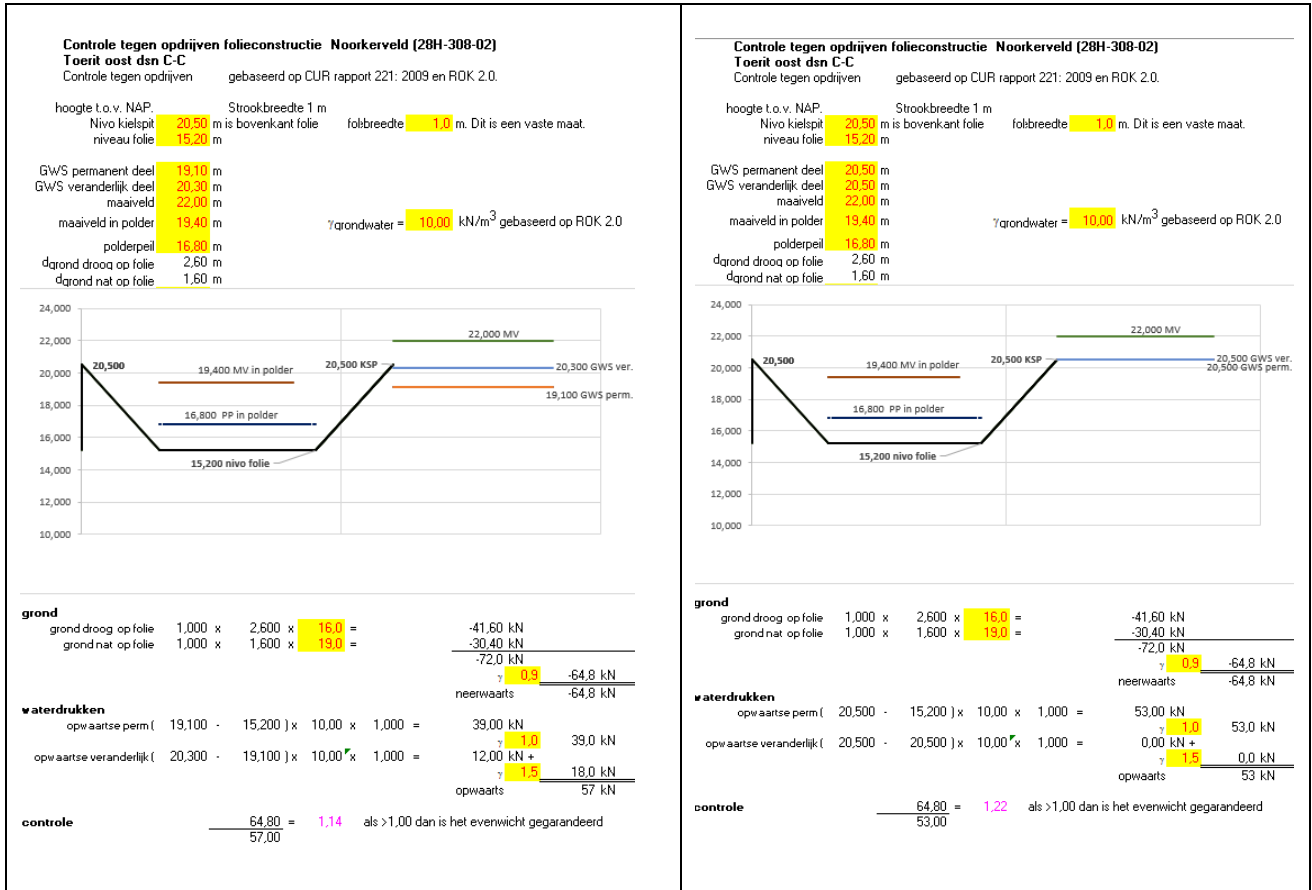 Controle tegen opdrijven folieconstructie Noorkerveld (28H-308-02)
Toerit oost dsn C-C
Controle tegen opdrijven gebaseerd op CUR rapport 221: 2009 en ROK 2.0.
hoogte t.o.v. NAP. Strookbreedte 1 m
Nivo kielspit 20,50 m is bovenkant folie fol:breedte 1,0 m. Dit is een vaste maat.
niveau folie 15,20 m
GWS permanent deel 19,10 m
GWS veranderlijk deel 20,30 m
maaiveld 22,00 m
maaiveld in polder 19,40 m γgrondwater = 10,00 kN/m3 gebaseerd op ROK 2.0
polderpeil 16,80 m
dgrond droog op folie 2,60 m
dgrond nat op folie 1,60 m
24,000
22,000 MV
22,000
20,500 20,500 KSP 20,300 GWS ver.
19,400 MV in polder
20,000
19,100 GWS perm.
18,000
16,800 PP in polder
16,000
15,200 nivo folie
14,000
12,000
10,000
grond
grond droog op folie 1,000 x 2,600 x 16,0 = -41,60 kN
grond nat op folie 1,000 x 1,600 x 19,0 = -30,40 kN
-72,0 kN
γ 0,9 -64,8 kN
neerwaarts -64,8 kN
waterdrukken
opwaartse perm ( 19,100 - 15,200 ) x 10,00 x 1,000 = 39,00 kN
γ 1,0 39,0 kN
opwaartse veranderlijk ( 20,300 - 19,100 ) x 10,00 x 1,000 = 12,00 kN +
γ 1,5 18,0 kN
opwaarts 57 kN
controle 64,80 = 1,14 als >1,00 dan is het evenwicht gegarandeerd
57,00
Controle tegen opdrijven folieconstructie Noorkerveld (28H-308-02)
Toerit oost dsn C-C
Controle tegen opdrijven gebaseerd op CUR rapport 221: 2009 en ROK 2.0.
hoogte t.o.v. NAP. Strookbreedte 1 m
Nivo kielspit 20,50 m is bovenkant folie fol:breedte 1,0 m. Dit is een vaste maat.
niveau folie 15,20 m
GWS permanent deel 20,50 m
GWS veranderlijk deel 20,50 m
maaiveld 22,00 m
maaiveld in polder 19,40 m γgrondwater = 10,00 kN/m3 gebaseerd op ROK 2.0
polderpeil 16,80 m
dgrond droog op folie 2,60 m
dgrond nat op folie 1,60 m
24,000
22,000 MV
22,000
20,500 20,500 KSP 20,500 GWS ver.
20,500 GWS perm.
19,400 MV in polder
20,000
18,000
16,800 PP in polder
16,000
15,200 nivo folie
14,000
12,000
10,000
grond
grond droog op folie 1,000 x 2,600 x 16,0 = -41,60 kN
grond nat op folie 1,000 x 1,600 x 19,0 = -30,40 kN
-72,0 kN
γ 0,9 -64,8 kN
neerwaarts -64,8 kN
waterdrukken
opwaartse perm ( 20,500 - 15,200 ) x 10,00 x 1,000 = 53,00 kN
γ 1,0 53,0 kN
opwaartse veranderlijk ( 20,500 - 20,500 ) x 10,00 x 1,000 = 0,00 kN +
γ 1,5 0,0 kN
opwaarts 53 kN
controle 64,80 = 1,22 als >1,00 dan is het evenwicht gegarandeerd
53,00